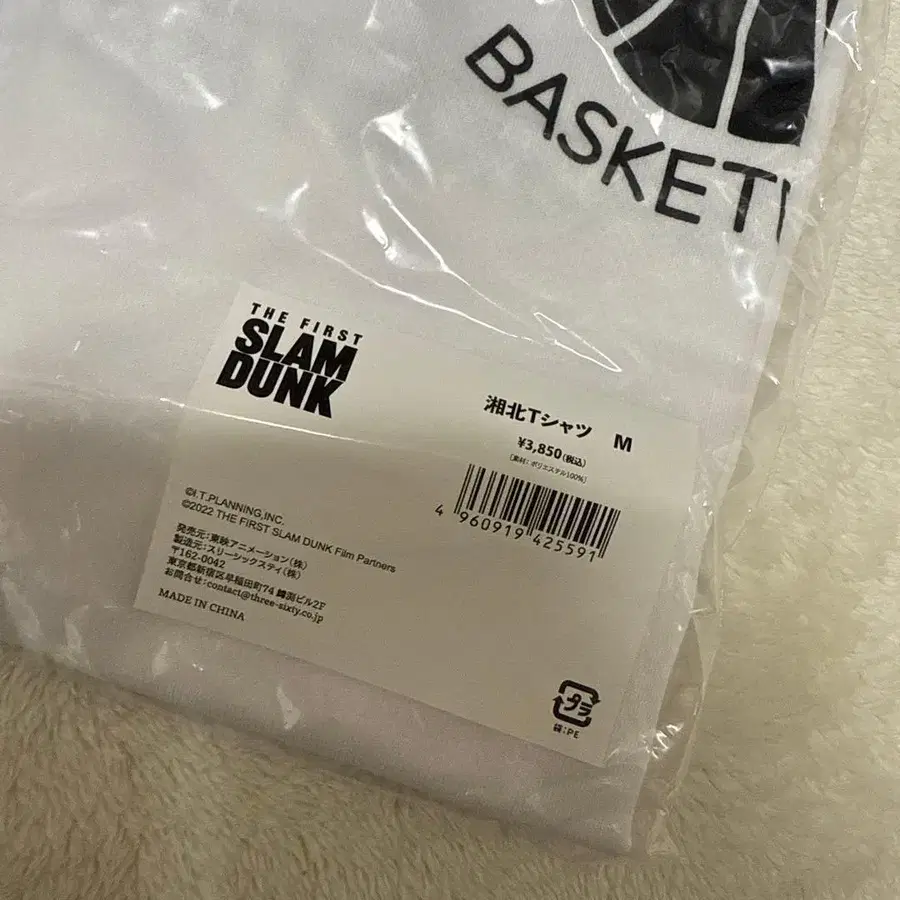 BASKET
THE FIRST
SLAM
DUNK
湘北Tシャツ M
¥3,850(税込)
(素材:ポリエステル100%)
4 960919 425591
©I.T.PLANNING,INC.
©2022 THE FIRST SLAM DUNK Film Partners
発売元:東映アニメーション(株)
製造元:スリーシックスティ(株)
〒162-0042
東京都新宿区早稲田町74 鶴渕ビル2F
お問合せ:contact@three-sixty.co.jp
MADE IN CHINA
プラ
袋:PE